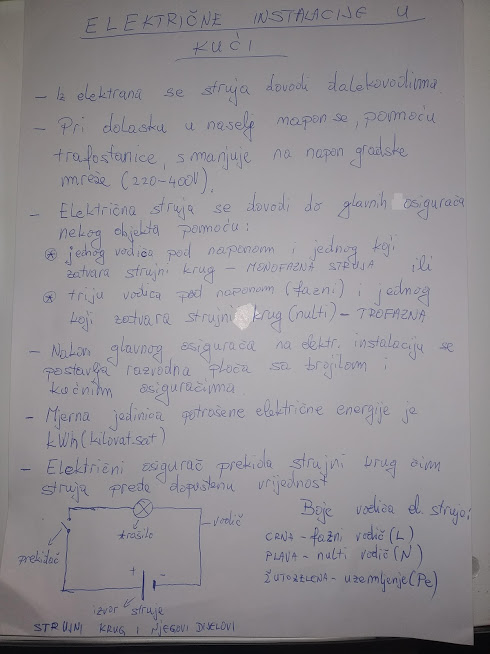 ELEKTRIČNE INSTALACIJE U
KUĆI
- Iz elektrana se struja dovodi dalekovodima.
- Pri dolasku u naselje napon se, pomoću
trafostanice, smanjuje na napon gradske
mreže (220-400V).
- Električna struja se dovodi do glavnih osigurača
nekog objekta pomoću:
* jednog vodiča pod naponom i jednog koji
zatvara strujni krug - MONOFAZNA STRUJA ili
* triju vodiča pod naponom (fazni) i jednog
koji zatvara strujni krug (nulti) - TROFAZNA
- Nakon glavnog osigurača na elektr. instalaciju se
postavlja razvodna ploča sa brojilom i
kućnim osiguračima.
- Mjerna jedinica potrošene električne energije je
kWh (kilovat.sat)
- Električni osigurač prekida strujni krug čim
struja pređe dopuštenu vrijednost
prekidač
trošilo
vodič
+ -
izvor struje
STRUJNI KRUG I NJEGOVI DIJELOVI
Boje vodiča el. struje:
CRNA - fazni vodič (L)
PLAVA - nulti vodič (N)
ŽUTOZELENA - uzemljenje (Pe)